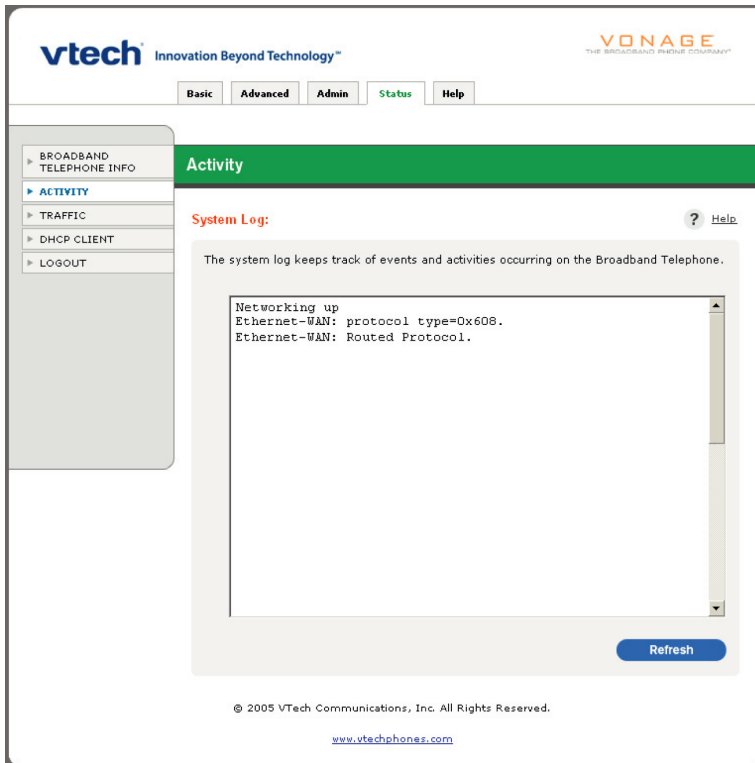 vtech Innovation Beyond Technology™
VONAGE
THE BROADBAND PHONE COMPANY®
Basic Advanced Admin Status Help
BROADBAND
TELEPHONE INFO
ACTIVITY
TRAFFIC
DHCP CLIENT
LOGOUT
Activity
System Log:
? Help
The system log keeps track of events and activities occurring on the Broadband Telephone.
Networking up
Ethernet-WAN: protocol type=0x608.
Ethernet-WAN: Routed Protocol.
Refresh
© 2005 VTech Communications, Inc. All Rights Reserved.
www.vtechphones.com